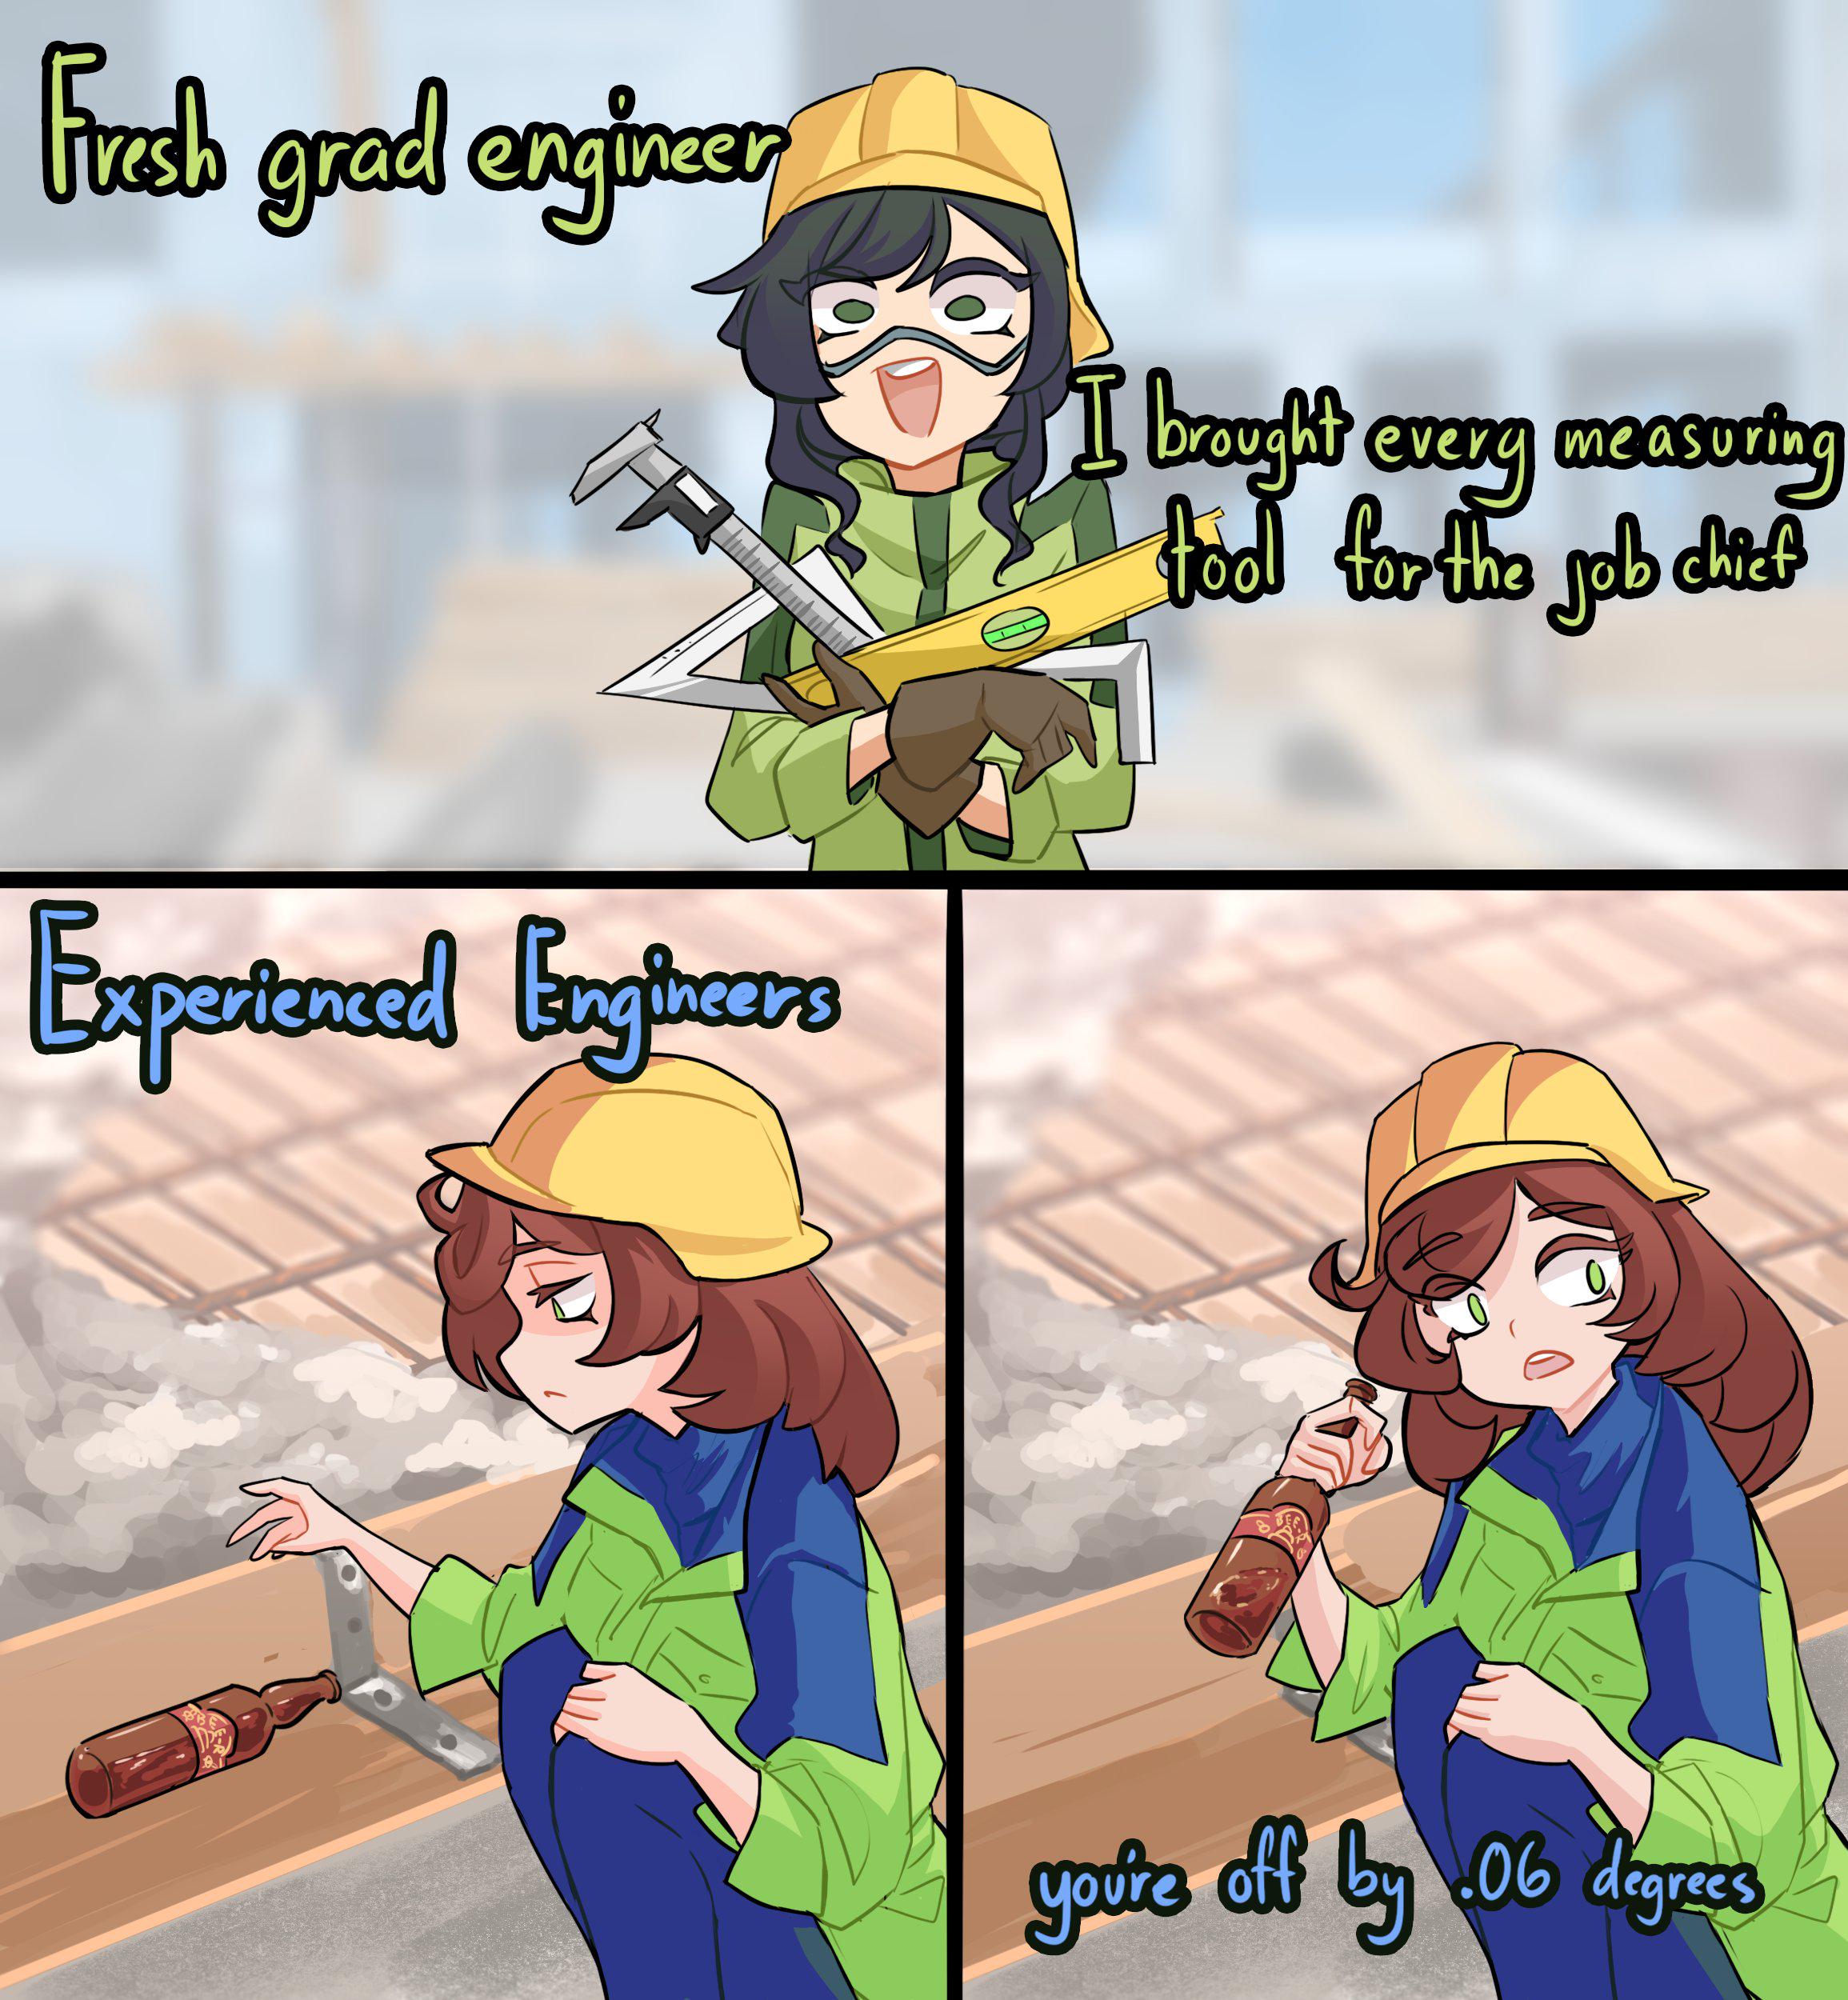 Fresh grad engineer
I brought every measuring
tool for the job chief
Experienced Engineers
you're off by .06 degrees